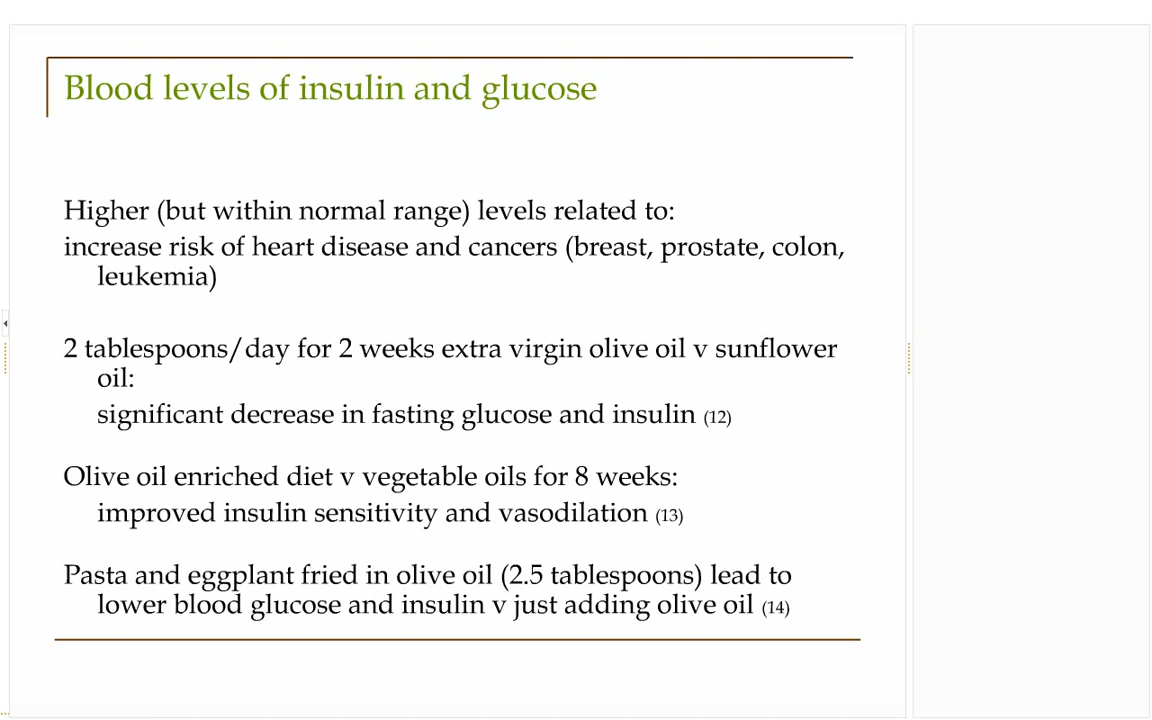 Blood levels of insulin and glucose
Higher (but within normal range) levels related to:
increase risk of heart disease and cancers (breast, prostate, colon,
leukemia)
2 tablespoons/day for 2 weeks extra virgin olive oil v sunflower
oil:
significant decrease in fasting glucose and insulin (12)
Olive oil enriched diet v vegetable oils for 8 weeks:
improved insulin sensitivity and vasodilation (13)
Pasta and eggplant fried in olive oil (2.5 tablespoons) lead to
lower blood glucose and insulin v just adding olive oil (14)